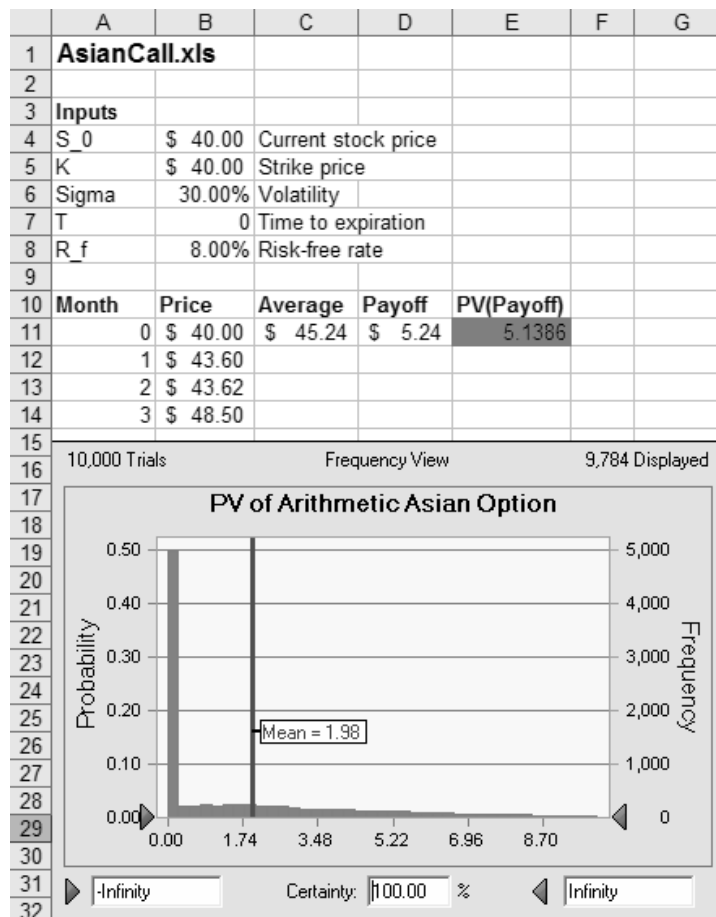 A B C D E F G
1 AsianCall.xls
2
3 Inputs
4 S_0 $ 40.00 Current stock price
5 K $ 40.00 Strike price
6 Sigma 30.00% Volatility
7 T 0 Time to expiration
8 R_f 8.00% Risk-free rate
9
10 Month Price Average Payoff PV(Payoff)
11 0 $ 40.00 $ 45.24 $ 5.24 5.1386
12 1 $ 43.60
13 2 $ 43.62
14 3 $ 48.50
15
16 10,000 Trials Frequency View 9,784 Displayed
17 PV of Arithmetic Asian Option
18
19 0.50 5,000
20
21 0.40 4,000
22
23 0.30 3,000
24
25 0.20 2,000
26 Mean = 1.98
27 0.10 1,000
28
29 0.00 0
Probability
Frequency
0.00 1.74 3.48 5.22 6.96 8.70
30
31 -Infinity Certainty: 100.00 % Infinity
32